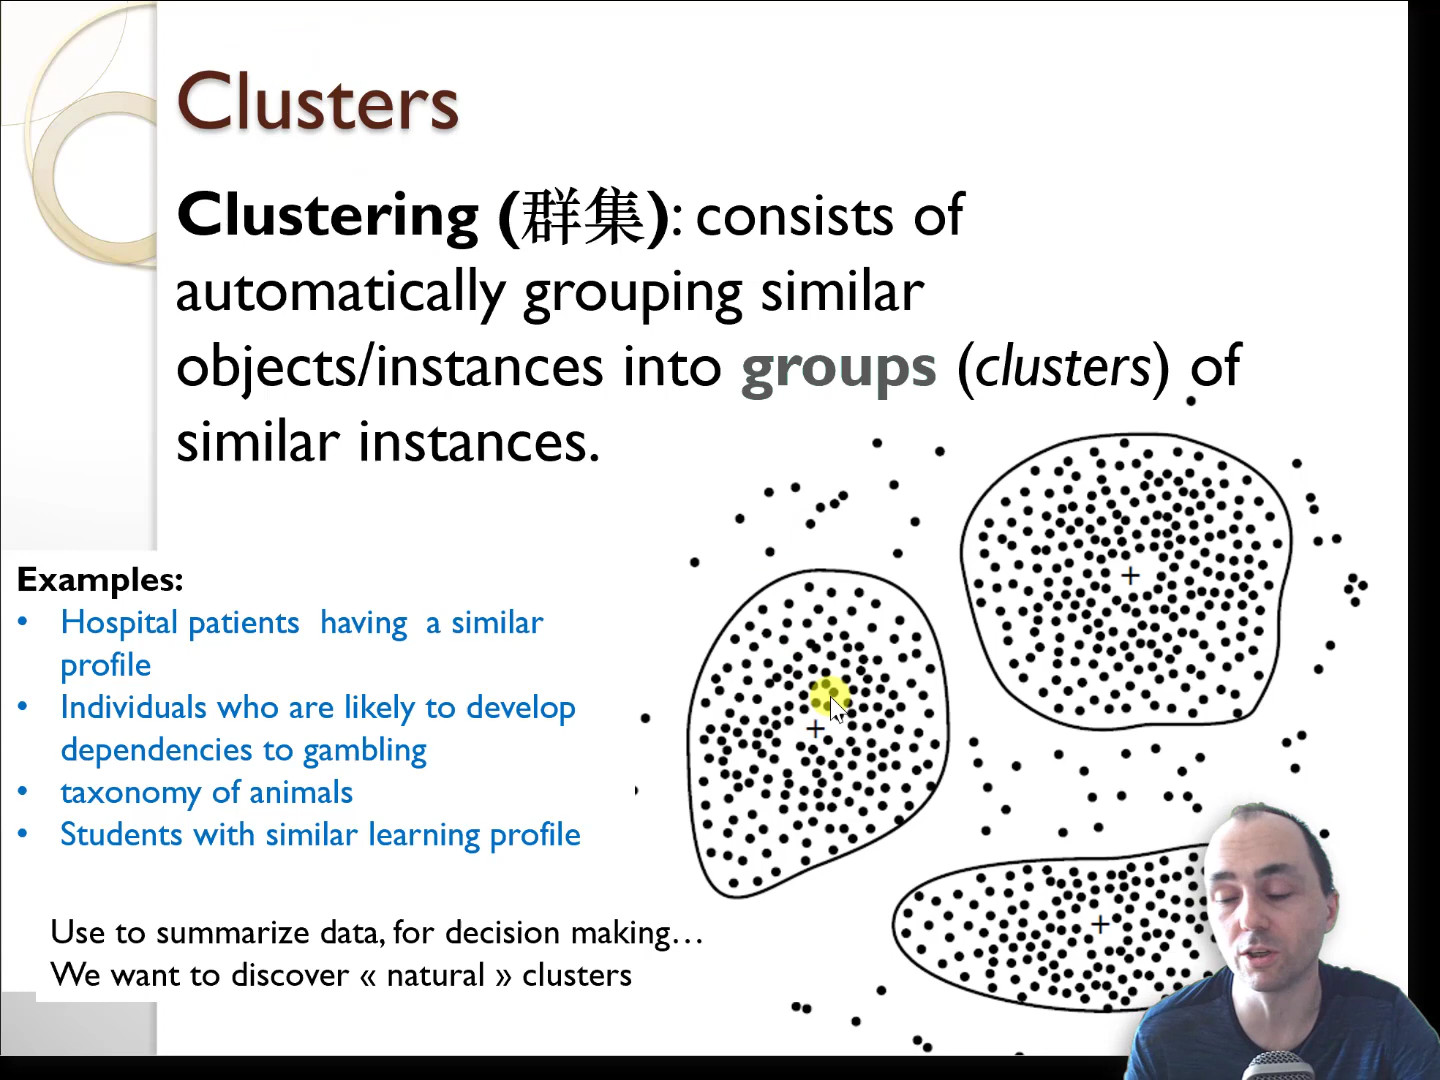 Clusters
Clustering (群集): consists of
automatically grouping similar
objects/instances into groups (clusters) of
similar instances.
Examples:
• Hospital patients having a similar
profile
• Individuals who are likely to develop
dependencies to gambling
• taxonomy of animals
• Students with similar learning profile
Use to summarize data, for decision making…
We want to discover « natural » clusters